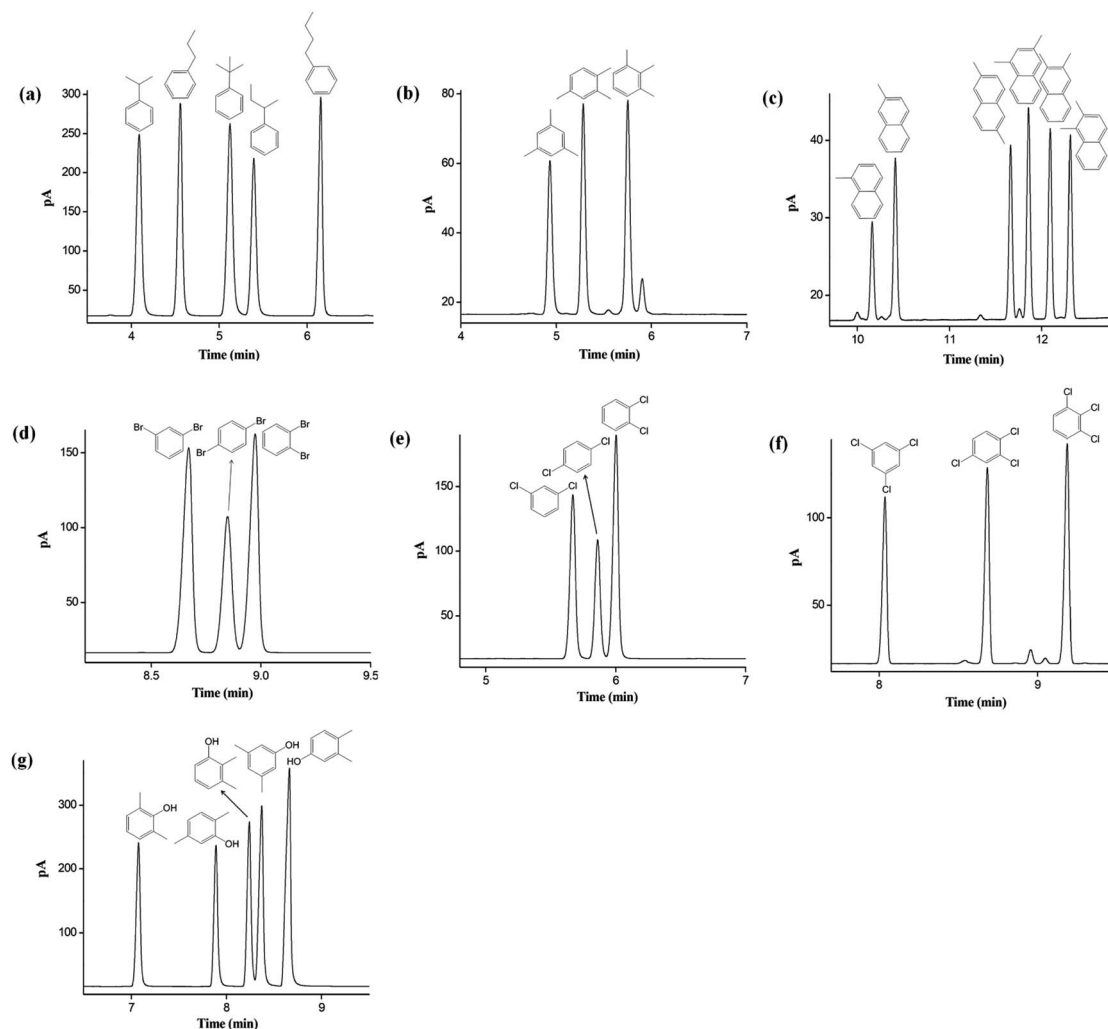 (a)
300
250
200
150
100
50
pA
4
5
6
Time (min)
(b)
80
60
40
20
pA
4
5
6
7
Time (min)
(c)
40
30
20
pA
10
11
12
Time (min)
(d)
Br
Br
Br
Br
Br
Br
150
100
50
pA
8.5
9.0
9.5
Time (min)
(e)
Cl
Cl
Cl
Cl
Cl
Cl
150
100
50
pA
5
6
7
Time (min)
(f)
Cl
Cl
Cl
Cl
Cl
Cl
Cl
Cl
Cl
100
50
pA
8
9
Time (min)
(g)
OH
OH
OH
OH
HO
300
200
100
pA
7
8
9
Time (min)